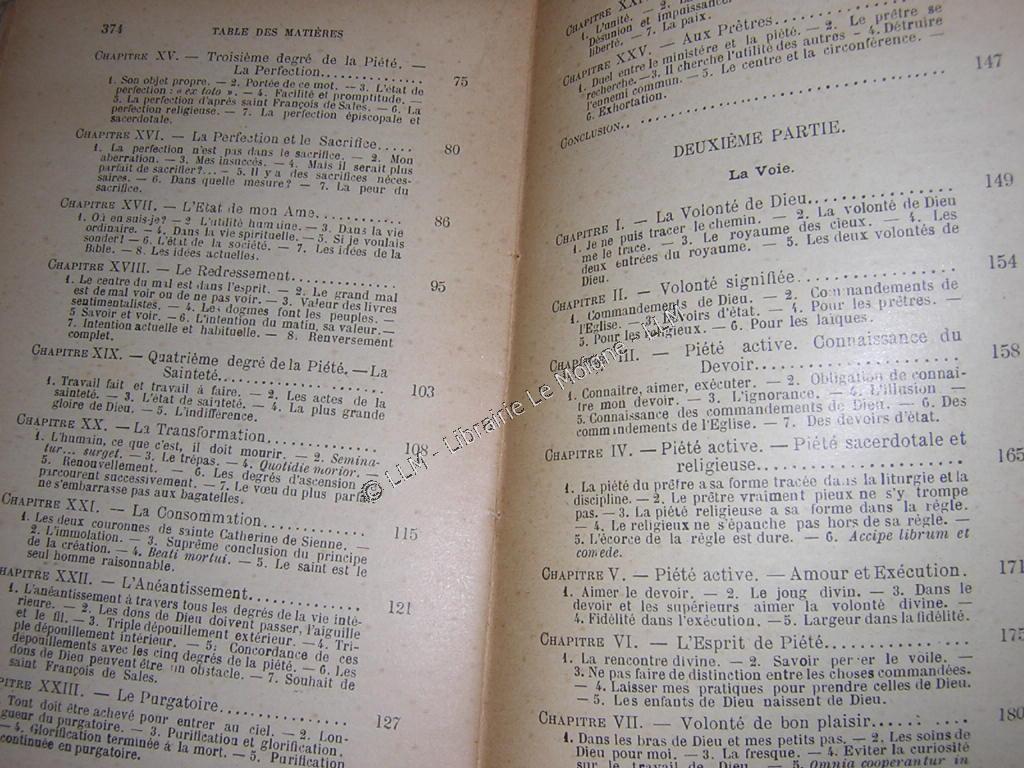 374 TABLE DES MATIÈRES
CHAPITRE XV. — Troisième degré de la Piété. —
La Perfection.................. 75
1. Son objet propre. — 2. Portée de ce mot. — 3. L'état de
perfection : « ex toto ». — 4. Facilité et promptitude. —
5. La perfection d'après saint François de Sales. — 6. La
perfection religieuse. — 7. La perfection épiscopale et
sacerdotale.
CHAPITRE XVI. — La Perfection et le Sacrifice..... 80
1. La perfection n'est pas dans le sacrifice. — 2. Mon
aberration. — 3. Mes insuccès. — 4. Mais il serait plus
parfait de sacrifier?... — 5. Il y a des sacrifices néces-
saires. — 6. Dans quelle mesure? — 7. La peur du
sacrifice.
CHAPITRE XVII. — L'Etat de mon Ame............ 86
1. Où en suis-je? — 2. L'utilité humaine. — 3. Dans la vie
ordinaire. — 4. Dans la vie spirituelle. — 5. Si je voulais
sonder! — 6. L'état de la société. — 7. Les idées de la
Bible. — 8. Les idées actuelles.
CHAPITRE XVIII. — Le Redressement............ 95
1. Le centre du mal est dans l'esprit. — 2. Le grand mal
est de mal voir ou de ne pas voir. — 3. Valeur des livres
sentimentalistes. — 4. Les dogmes font les peuples. —
5 Savoir et voir. — 6. L'intention du matin, sa valeur. —
7. Intention actuelle et habituelle. — 8. Renversement
complet.
CHAPITRE XIX. — Quatrième degré de la Piété. — La
Sainteté.................. 103
1. Travail fait et travail à faire. — 2. Les actes de la
sainteté. — 3. L'état de sainteté. — 4. La plus grande
gloire de Dieu. — 5. L'indifférence.
CHAPITRE XX. — La Transformation............ 108
1. L'humain, ce que c'est, il doit mourir. — 2. Semina-
tur... surget. — 3. Le trépas. — 4. Quotidie morior. —
5. Renouvellement. — 6. Les degrés d'ascension se
parcourent successivement. — 7. Le vœu du plus parfait
ne s'embarrasse pas aux bagatelles.
CHAPITRE XXI. — La Consommation............ 115
1. Les deux couronnes de sainte Catherine de Sienne. —
2. L'immolation. — 3. Suprême conclusion du principe
de la création. — 4. Beati mortui. — 5. Le saint est le
seul homme raisonnable.
CHAPITRE XXII. — L'Anéantissement............ 121
1. L'anéantissement à travers tous les degrés de la vie inté-
rieure. — 2. Les dons de Dieu doivent passer, l'aiguille
et le fil. — 3. Triple dépouillement extérieur. — 4. Tri-
ple dépouillement intérieur. — 5. Concordance de ces
dépouillements avec les cinq degrés de la piété. — 6. Les
dons de Dieu peuvent être un obstacle. — 7. Souhait de
saint François de Sales.
CHAPITRE XXIII. — Le Purgatoire............ 127
Tout doit être achevé pour entrer au ciel. — 2. Lon-
gueur du purgatoire. — 3. Purification et glorification.
— 4. Glorification terminée à la mort. — 5. Purification
continuée en purgatoire.
1. L'unité. — 2. La
Désunion et impuissance.
liberté. — 7. La paix.
CHAPITRE XXV. — Aux Prêtres............
1. Duel entre le ministère et la piété. — 2. Le prêtre se
recherche. — 3. Il cherche l'utilité des autres — 4. Détruire
l'ennemi commun. — 5. Le centre et la circonférence. —
6. Exhortation.
CONCLUSION............ 147
DEUXIÈME PARTIE.
La Voie.
CHAPITRE I. — La Volonté de Dieu............ 149
1. Je ne puis tracer le chemin. — 2. La volonté de Dieu
me le trace. — 3. Le royaume des cieux. — 4. Les
deux entrées du royaume. — 5. Les deux volontés de
Dieu.
CHAPITRE II. — Volonté signifiée............ 154
1. Commandements de Dieu. — 2. Commandements de
l'Eglise. — 3. Devoirs d'état. — 4. Pour les prêtres. —
5. Pour les religieux. — 6. Pour les laïques.
CHAPITRE III. — Piété active. Connaissance du
Devoir.................. 158
1. Connaître, aimer, exécuter. — 2. Obligation de connaî-
tre mon devoir. — 3. L'ignorance. — 4. L'illusion —
5. Connaissance des commandements de Dieu. — 6. Des
commandements de l'Eglise. — 7. Des devoirs d'état.
CHAPITRE IV. — Piété active. — Piété sacerdotale et
religieuse.................. 165
1. La piété du prêtre a sa forme tracée dans la liturgie et la
discipline. — 2. Le prêtre vraiment pieux ne s'y trompe
pas. — 3. La piété religieuse a sa forme dans la règle.
— 4. Le religieux ne s'épanche pas hors de sa règle. —
5. L'écorce de la règle est dure. — 6. Accipe librum et
comede.
CHAPITRE V. — Piété active. — Amour et Exécution. 171
1. Aimer le devoir. — 2. Le joug divin. — 3. Dans le
devoir et les supérieurs aimer la volonté divine. —
4. Fidélité dans l'exécution. — 5. Largeur dans la fidélité.
CHAPITRE VI. — L'Esprit de Piété............ 175
1. La rencontre divine. — 2. Savoir percer le voile. —
3. Ne pas faire de distinction entre les choses commandées.
— 4. Laisser mes pratiques pour prendre celles de Dieu.
— 5. Les enfants de Dieu naissent de Dieu.
CHAPITRE VII. — Volonté de bon plaisir............ 180
1. Dans les bras de Dieu et mes petits pas. — 2. Les soins de
Dieu pour moi. — 3. La fresque. — 4. Eviter la curiosité
sur le travail de Dieu. — 5. Omnia cooperantur in
© LLM - Librairie Le Moigne - LLM